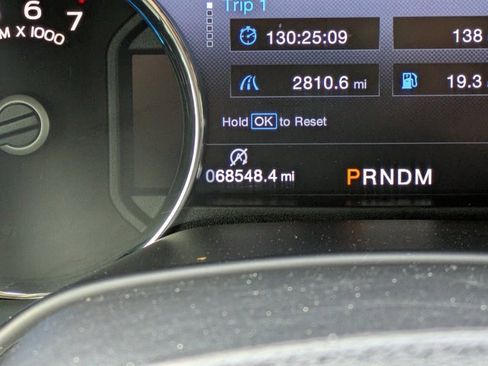 Trip 1
6 7
x 1000
130:25:09
138
2810.6 mi
19.3
Hold OK to Reset
068548.4 mi
PRNDM